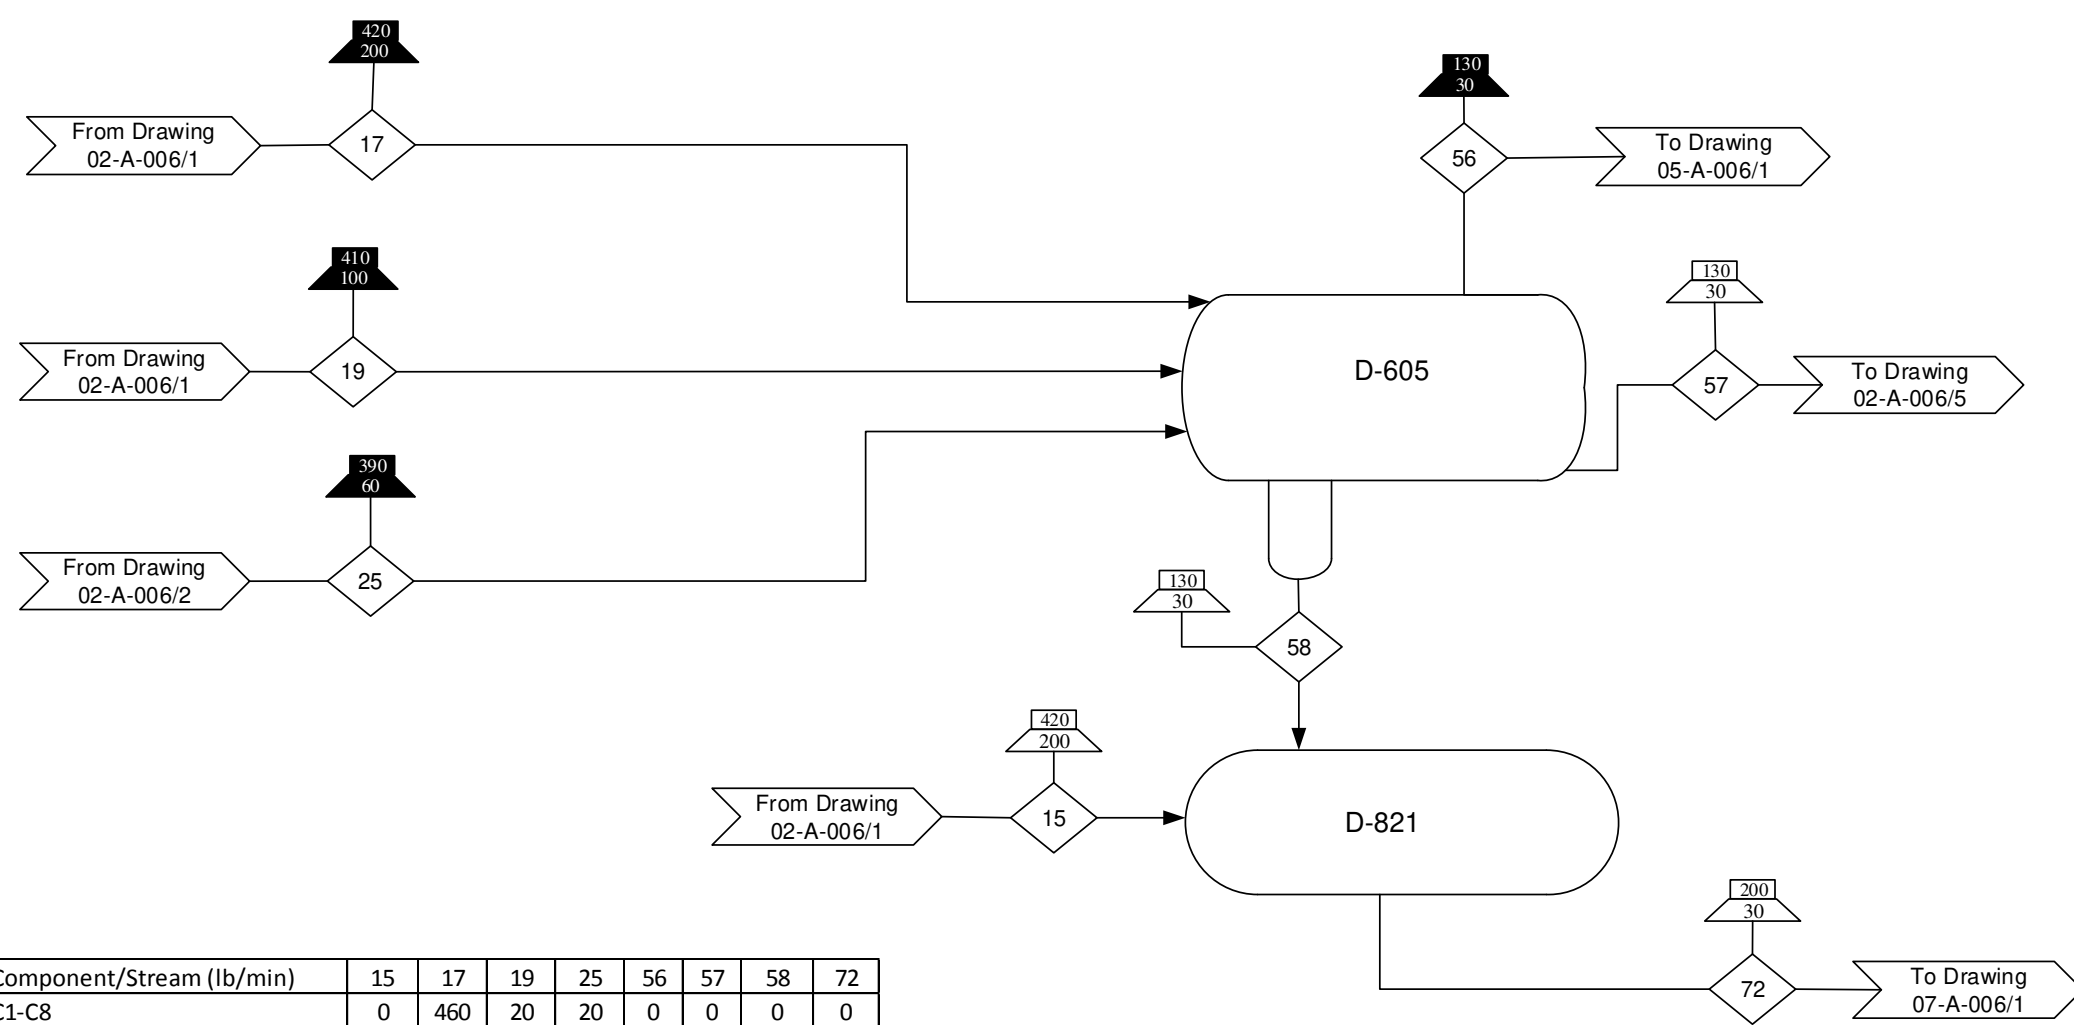 420
200
From Drawing
02-A-006/1
17
130
30
56
To Drawing
05-A-006/1
410
100
From Drawing
02-A-006/1
19
D-605
130
30
57
To Drawing
02-A-006/5
390
60
From Drawing
02-A-006/2
25
130
30
58
420
200
From Drawing
02-A-006/1
15
D-821
200
30
72
To Drawing
07-A-006/1
Component/Stream (lb/min) 15 17 19 25 56 57 58 72
C1-C8 0 460 20 20 0 0 0 0